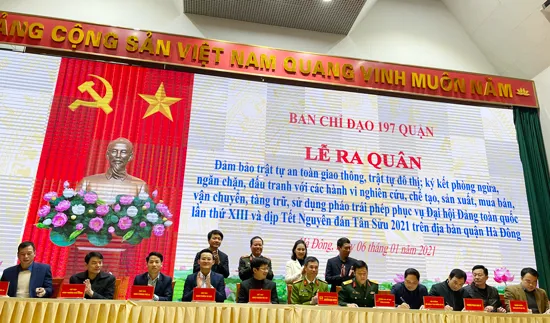 ĐẢNG CỘNG SẢN VIỆT NAM QUANG VINH MUÔN NĂM
BAN CHỈ ĐẠO 197 QUẬN
LỄ RA QUÂN
Đảm bảo trật tự an toàn giao thông, trật tự đô thị; ký kết phòng ngừa,
ngăn chặn, đấu tranh với các hành vi nghiên cứu, chế tạo, sản xuất, mua bán,
vận chuyển, tàng trữ, sử dụng pháo trái phép phục vụ Đại hội Đảng toàn quốc
lần thứ XIII và dịp Tết Nguyên đán Tân Sửu 2021 trên địa bàn quận Hà Đông
Hà Đông, ngày 06 tháng 01/2021